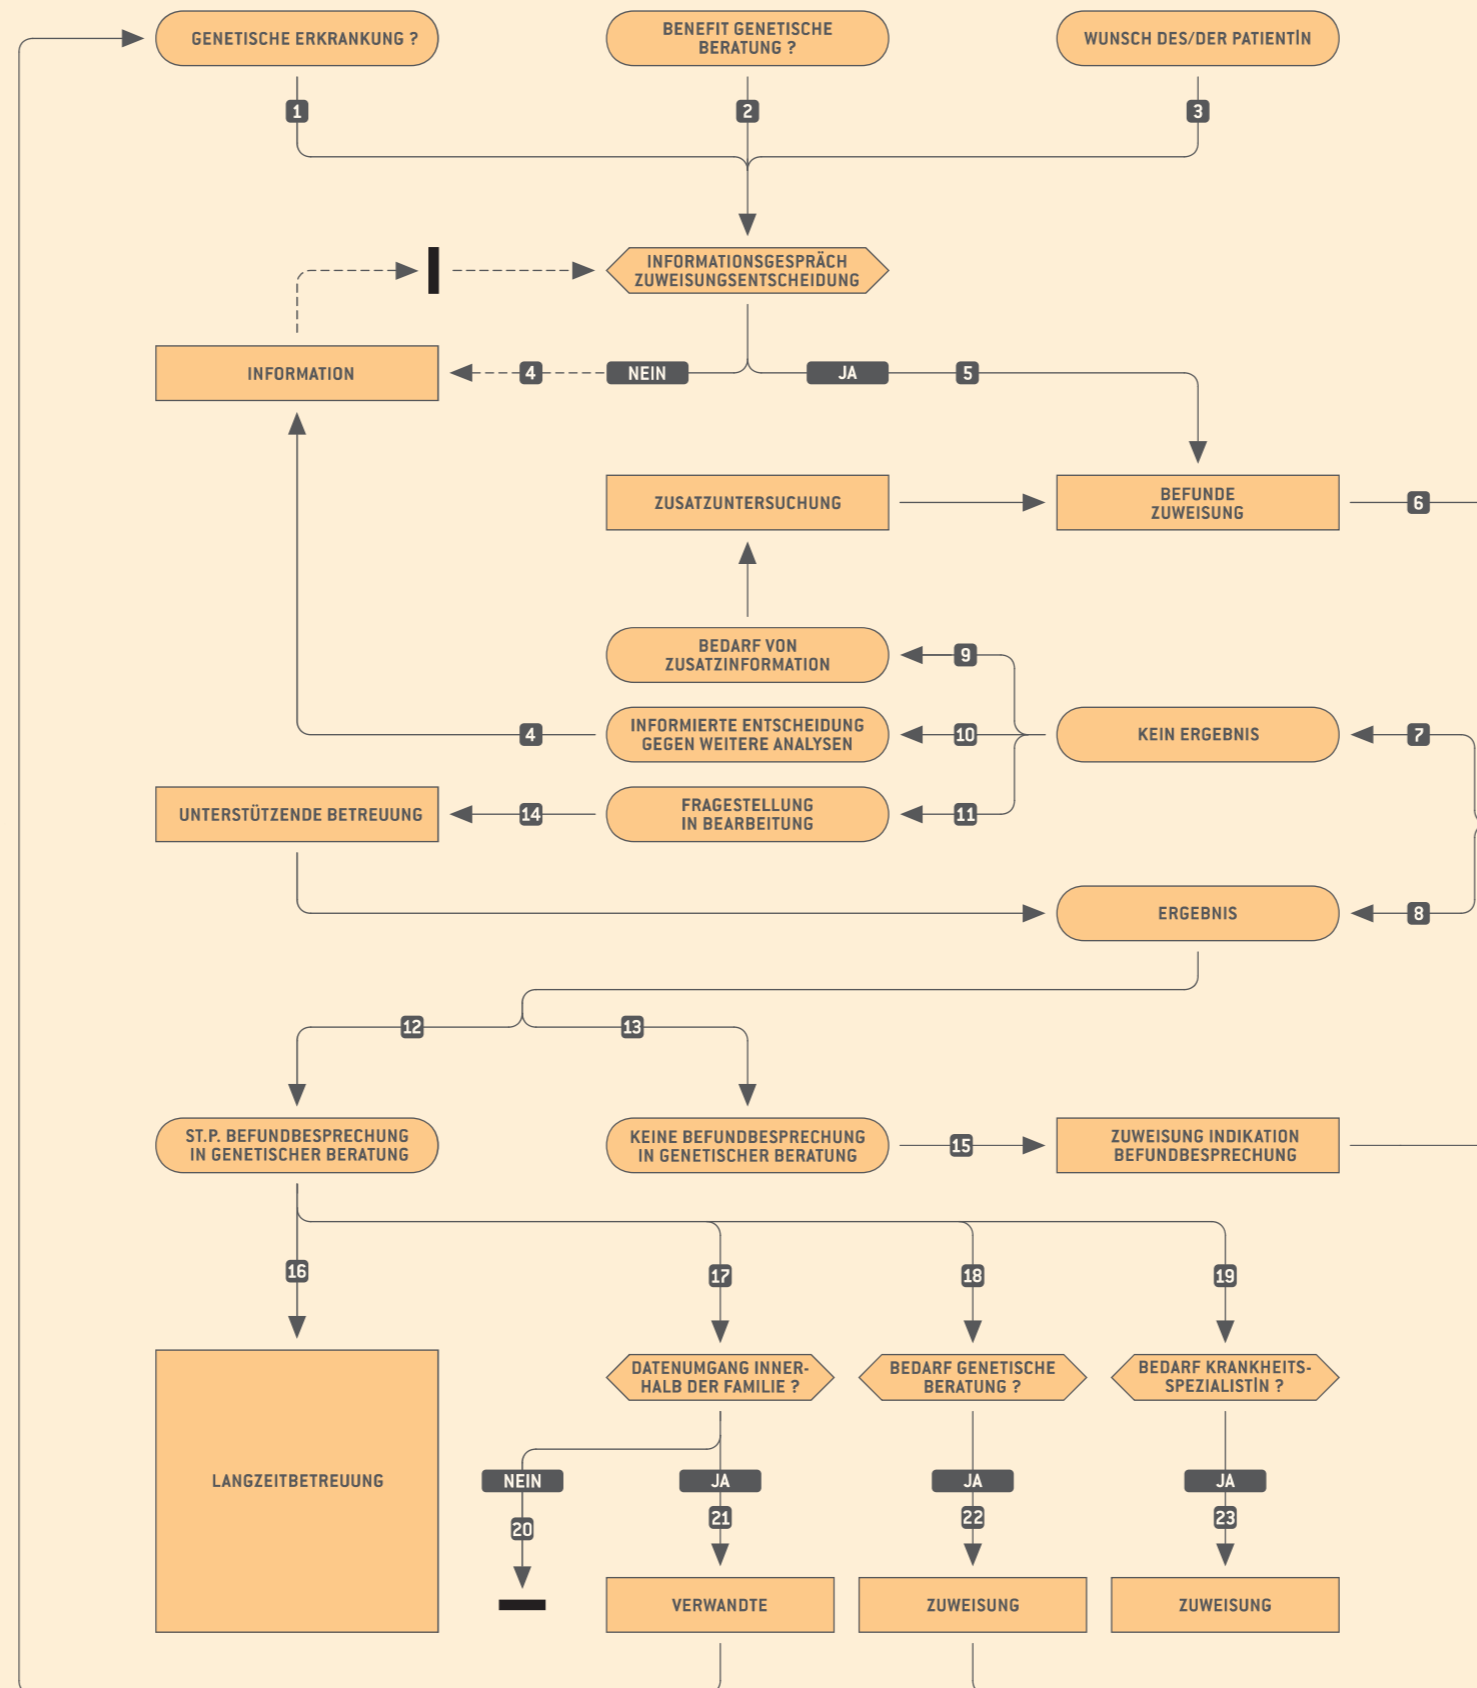 GENETISCHE ERKRANKUNG ?
BENEFIT GENETISCHE
BERATUNG ?
WUNSCH DES/DER PATIENTİN
1
2
3
INFORMATIONSGESPRÄCH
ZUWEISUNGSENTSCHEIDUNG
INFORMATION
4
NEIN
JA
5
ZUSATZUNTERSUCHUNG
BEFUNDE
ZUWEISUNG
6
BEDARF VON
ZUSATZINFORMATION
9
INFORMIERTE ENTSCHEIDUNG
GEGEN WEITERE ANALYSEN
4
10
KEIN ERGEBNIS
7
UNTERSTÜTZENDE BETREUUNG
14
FRAGESTELLUNG
IN BEARBEITUNG
11
ERGEBNIS
8
12
13
ST.P. BEFUNDBESPRECHUNG
IN GENETISCHER BERATUNG
KEINE BEFUNDBESPRECHUNG
IN GENETISCHER BERATUNG
15
ZUWEISUNG INDIKATION
BEFUNDBESPRECHUNG
16
17
18
19
DATENUMGANG INNER-
HALB DER FAMILIE ?
BEDARF GENETISCHE
BERATUNG ?
BEDARF KRANKHEITS-
SPEZIALISTİN ?
LANGZEITBETREUUNG
NEIN
JA
JA
JA
20
21
22
23
VERWANDTE
ZUWEISUNG
ZUWEISUNG